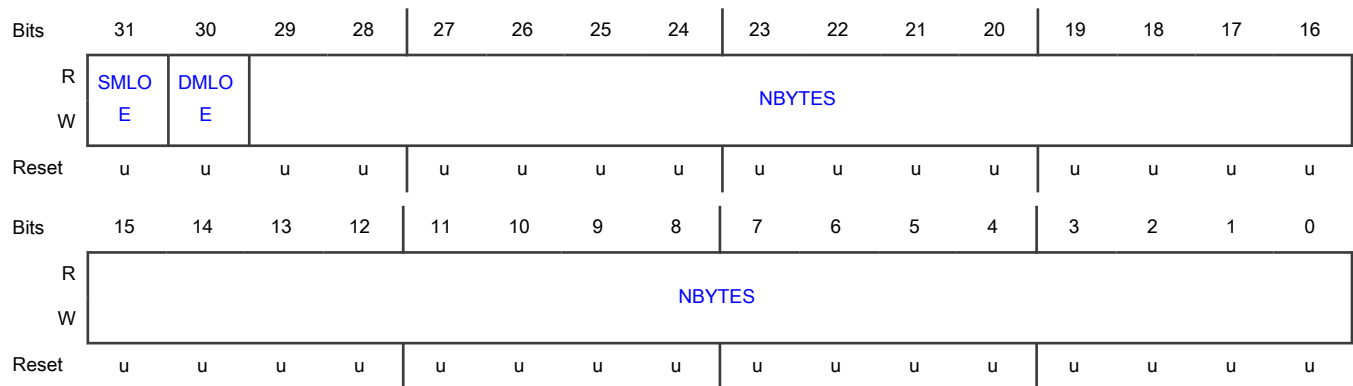 Bits 31 30 29 28 27 26 25 24 23 22 21 20 19 18 17 16
R SMLO DMLO
NBYTES
W E E
Reset u u u u u u u u u u u u u u u u
Bits 15 14 13 12 11 10 9 8 7 6 5 4 3 2 1 0
R
NBYTES
W
Reset u u u u u u u u u u u u u u u u